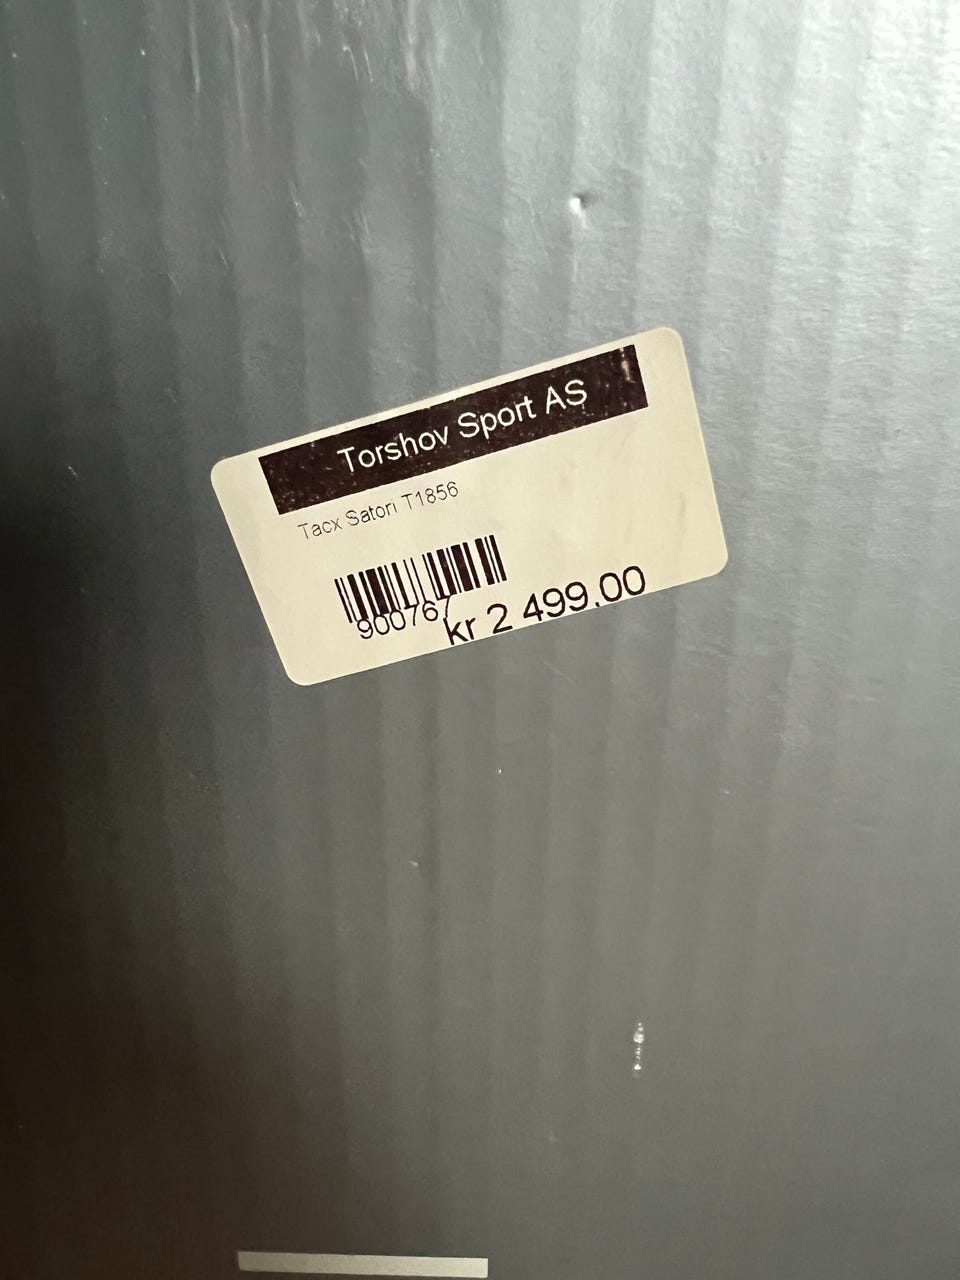 Torshov Sport AS
Tacx Satori T1856
900767
kr 2 499,00